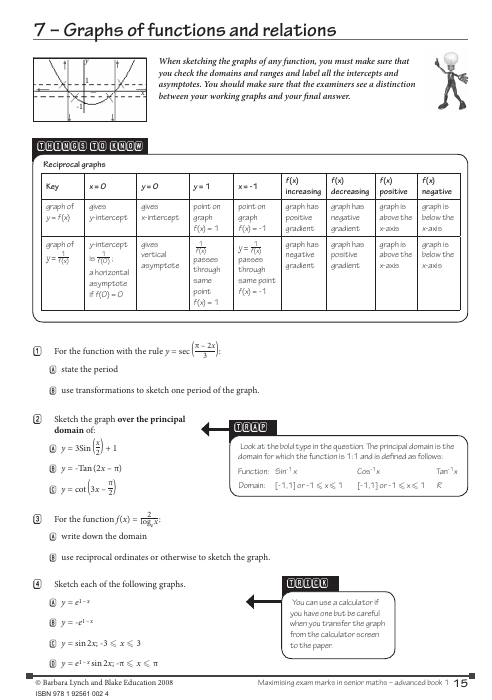 7 – Graphs of functions and relations
When sketching the graphs of any function, you must make sure that
you check the domains and ranges and label all the intercepts and
asymptotes. You should make sure that the examiners see a distinction
between your working graphs and your final answer.
y
1
x
-1
THINGS TO KNOW
Reciprocal graphs
Key | x = 0 | y = 0 | y = 1 | x = -1 | f(x) increasing | f(x) decreasing | f(x) positive | f(x) negative
graph of y = f(x) | gives y-intercept | gives x-intercept | point on graph f(x) = 1 | point on graph f(x) = -1 | graph has positive gradient | graph has negative gradient | graph is above the x-axis | graph is below the x-axis
graph of y = 1/f(x) | y-intercept is 1/f(0); a horizontal asymptote if f(0) = 0 | gives vertical asymptote | 1/f(x) passes through same point f(x) = 1 | y = 1/f(x) passes through same point f(x) = -1 | graph has negative gradient | graph has positive gradient | graph is above the x-axis | graph is below the x-axis
1 For the function with the rule y = sec((π – 2x)/3):
A state the period
B use transformations to sketch one period of the graph.
2 Sketch the graph over the principal
domain of:
A y = 3Sin(x/2) + 1
B y = -Tan(2x – π)
C y = cot(3x – π/2)
TRAP
Look at the bold type in the question. The principal domain is the
domain for which the function is 1:1 and is defined as follows:
Function: Sin⁻¹x Cos⁻¹x Tan⁻¹x
Domain: [-1,1] or -1 ⩽ x ⩽ 1 [-1,1] or -1 ⩽ x ⩽ 1 R
3 For the function f(x) = 2/logₑx:
A write down the domain
B use reciprocal ordinates or otherwise to sketch the graph.
4 Sketch each of the following graphs.
A y = e¹⁻ˣ
B y = -e¹⁻ˣ
C y = sin 2x; -3 ⩽ x ⩽ 3
D y = e¹⁻ˣ sin 2x; -π ⩽ x ⩽ π
TRICK
You can use a calculator if
you have one but be careful
when you transfer the graph
from the calculator screen
to the paper.
© Barbara Lynch and Blake Education 2008
Maximising exam marks in senior maths – advanced book 1 15
ISBN 978 1 92561 002 4